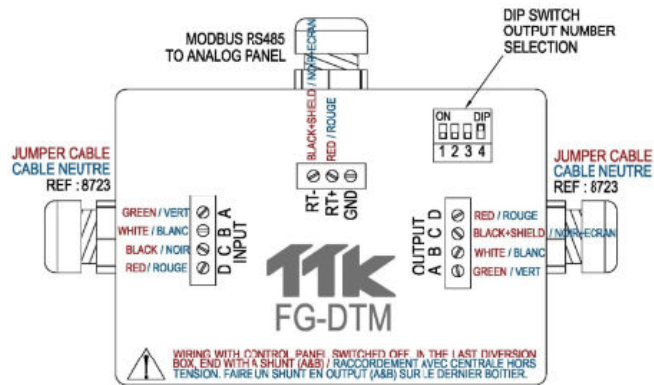 DIP SWITCH
OUTPUT NUMBER
SELECTION
MODBUS RS485
TO ANALOG PANEL
BLACK+SHIELD / NOIR+ECRAN
RED / ROUGE
ON DIP
1 2 3 4
JUMPER CABLE
CABLE NEUTRE
REF : 8723
JUMPER CABLE
CABLE NEUTRE
REF : 8723
RT- RT+ GND
GREEN / VERT A
WHITE / BLANC B
BLACK / NOIR C
RED / ROUGE D
INPUT
OUTPUT
D RED / ROUGE
C BLACK+SHIELD / NOIR+ECRAN
B WHITE / BLANC
A GREEN / VERT
TTK
FG-DTM
WIRING WITH CONTROL PANEL SWITCHED OFF. IN THE LAST DIVERSION
BOX, END WITH A SHUNT (A&B) / RACCORDEMENT AVEC CENTRALE HORS
TENSION. FAIRE UN SHUNT EN OUTPUT (A&B) SUR LE DERNIER BOITIER.